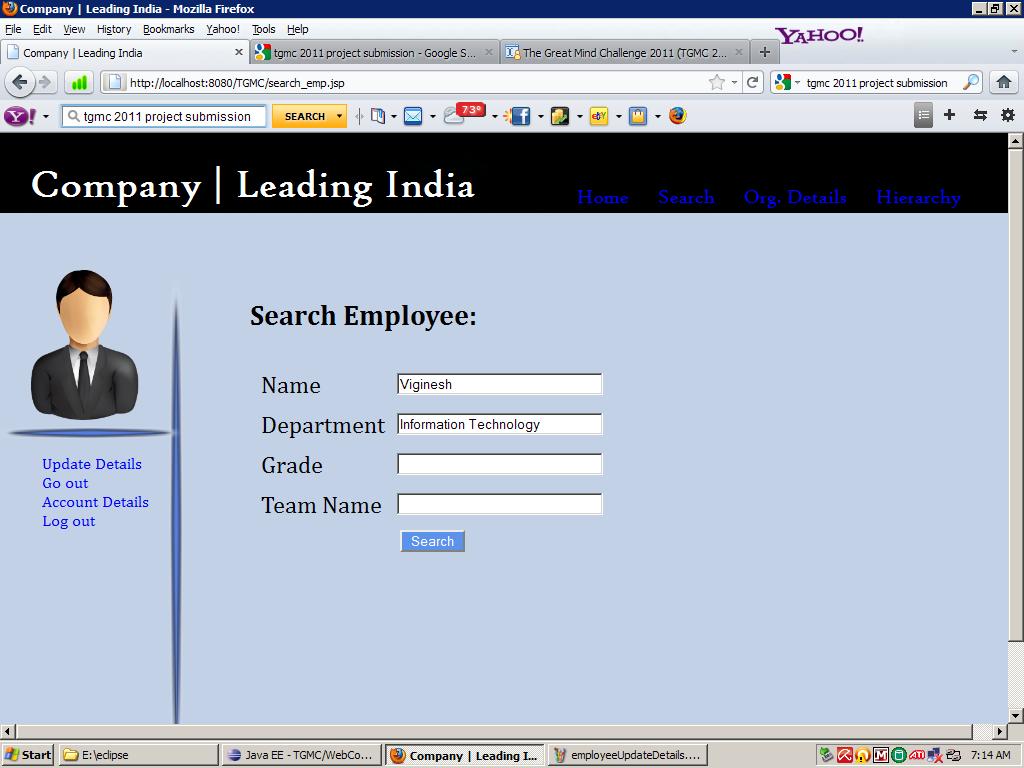 Company | Leading India - Mozilla Firefox
File Edit View History Bookmarks Yahoo! Tools Help
YAHOO!
Company | Leading India
tgmc 2011 project submission - Google S...
The Great Mind Challenge 2011 (TGMC 2...
http://localhost:8080/TGMC/search_emp.jsp
tgmc 2011 project submission
Y! tgmc 2011 project submission SEARCH 73° ebY
Company | Leading India
Home Search Org. Details Hierarchy
Search Employee:
Name Viginesh
Department Information Technology
Grade
Team Name
Search
Update Details
Go out
Account Details
Log out
Start E:\eclipse Java EE - TGMC/WebCo... Company | Leading I... employeeUpdateDetails.... 7:14 AM